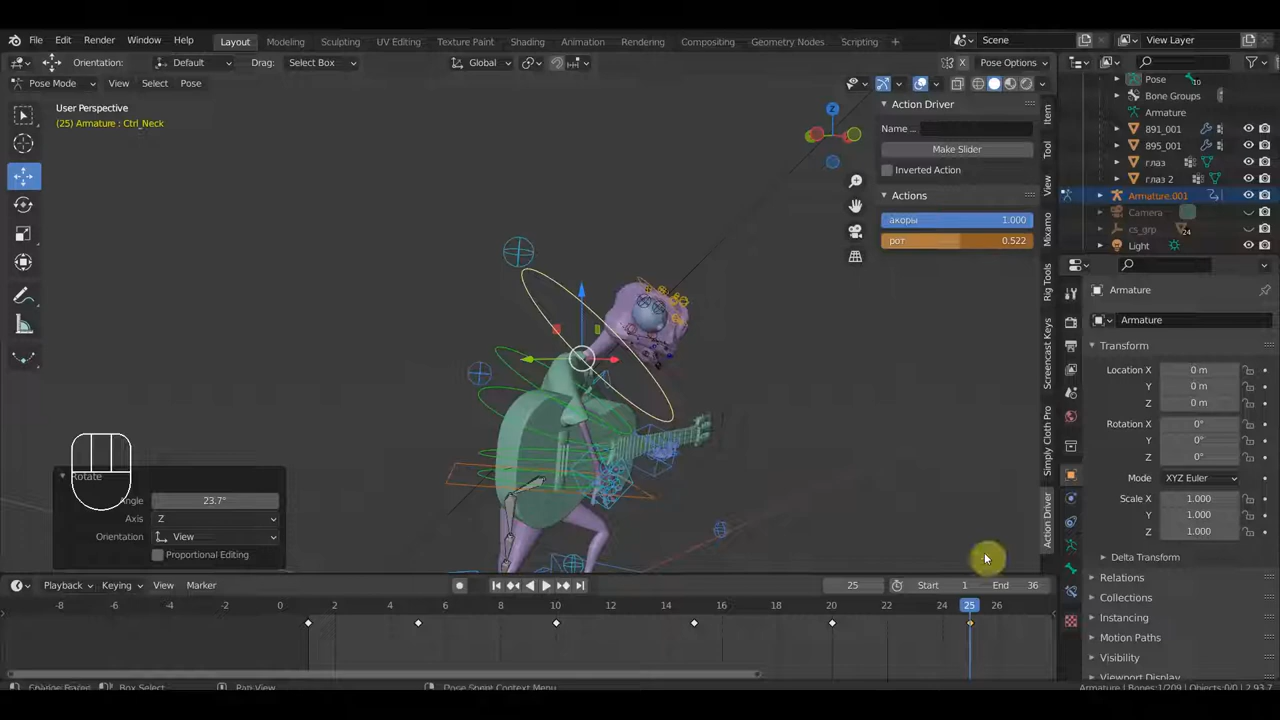 File Edit Render Window Help Layout Modeling Sculpting UV Editing Texture Paint Shading Animation Rendering Compositing Geometry Nodes Scripting + Scene View Layer
Orientation: Default Drag: Select Box Global X Pose Options
Pose Mode View Select Pose
User Perspective
(25) Armature : Ctrl_Neck
Z
Action Driver
Name ...
Make Slider
Inverted Action
Actions
акоры 1.000
рот 0.522
Item
Tool
View
Mixamo
Rig Tools
Screencast Keys
Simply Cloth Pro
Action Driver
Pose 10
Bone Groups
Armature
891_001
895_001
глаз
глаз 2
Armature.001
Camera
cs_grp 24
Light
Armature
Armature
Transform
Location X 0 m
Y 0 m
Z 0 m
Rotation X 0°
Y 0°
Z 0°
Mode XYZ Euler
Scale X 1.000
Y 1.000
Z 1.000
Delta Transform
Relations
Collections
Instancing
Motion Paths
Visibility
Viewport Display
Rotate
Angle 23.7°
Axis Z
Orientation View
Proportional Editing
Playback Keying View Marker 25 Start 1 End 36
-8 -6 -4 -2 0 2 4 6 8 10 12 14 16 18 20 22 24 25 26
Box Select Pan View Pose Context Menu